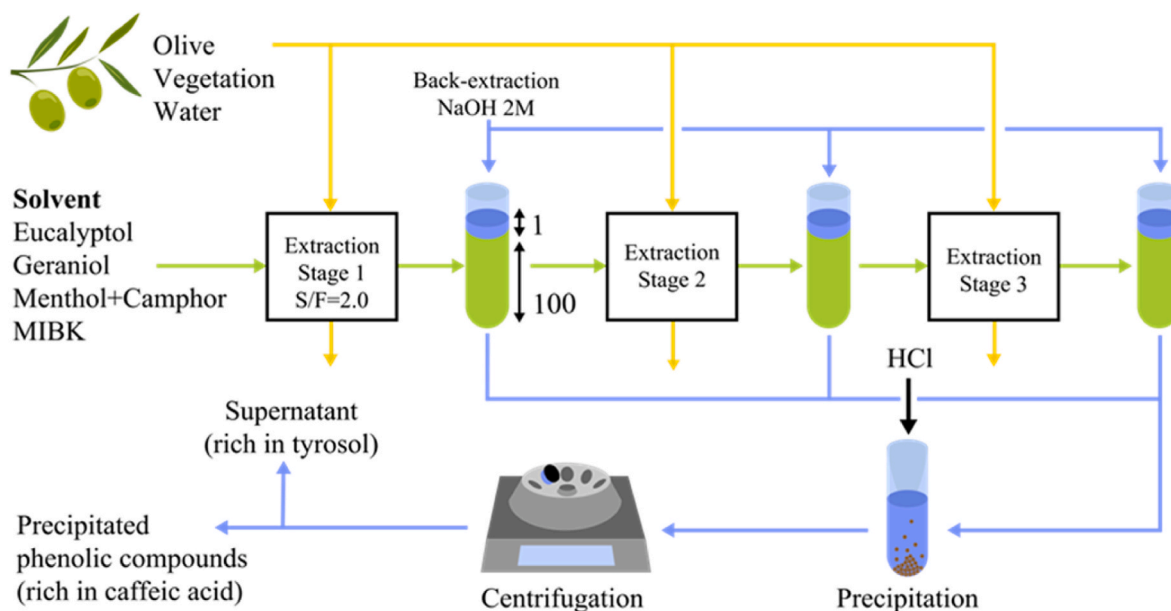 Olive
Vegetation
Water
Back-extraction
NaOH 2M
Solvent
Eucalyptol
Geraniol
Menthol+Camphor
MIBK
Extraction
Stage 1
S/F=2.0
1
100
Extraction
Stage 2
Extraction
Stage 3
HCl
Supernatant
(rich in tyrosol)
Precipitated
phenolic compounds
(rich in caffeic acid)
Centrifugation
Precipitation